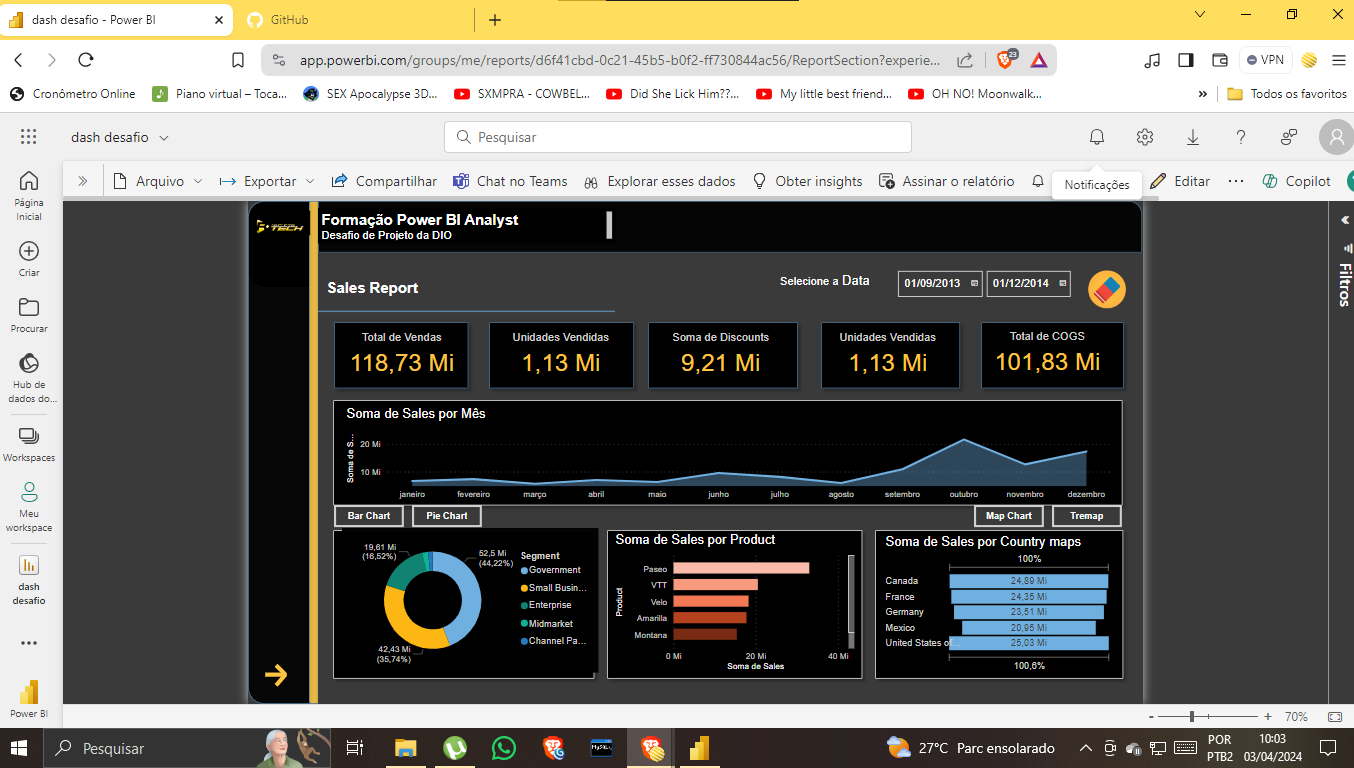 dash desafio - Power BI
GitHub
app.powerbi.com/groups/me/reports/d6f41cbd-0c21-45b5-b0f2-ff730844ac56/ReportSection?experie...
23
VPN
Cronômetro Online
Piano virtual – Toca...
SEX Apocalypse 3D...
SXMPRA - COWBEL...
Did She Lick Him??...
My little best friend...
OH NO! Moonwalk...
»
Todos os favoritos
dash desafio
Pesquisar
Arquivo
Exportar
Compartilhar
Chat no Teams
Explorar esses dados
Obter insights
Assinar o relatório
Notificações
Editar
Copilot
Página
Inicial
Criar
Procurar
Hub de
dados do...
Workspaces
Meu
workspace
dash
desafio
Power BI
TECH
Formação Power BI Analyst
Desafio de Projeto da DIO
Sales Report
Selecione a Data
01/09/2013
01/12/2014
Filtros
Total de Vendas
118,73 Mi
Unidades Vendidas
1,13 Mi
Soma de Discounts
9,21 Mi
Unidades Vendidas
1,13 Mi
Total de COGS
101,83 Mi
Soma de Sales por Mês
Soma de S...
20 Mi
10 Mi
janeiro
fevereiro
março
abril
maio
junho
julho
agosto
setembro
outubro
novembro
dezembro
Bar Chart
Pie Chart
Map Chart
Tremap
19,61 Mi
(16,52%)
52,5 Mi
(44,22%)
42,43 Mi
(35,74%)
Segment
Government
Small Busin...
Enterprise
Midmarket
Channel Pa...
Soma de Sales por Product
Product
Paseo
VTT
Velo
Amarilla
Montana
0 Mi
20 Mi
40 Mi
Soma de Sales
Soma de Sales por Country maps
100%
Canada
24,89 Mi
France
24,35 Mi
Germany
23,51 Mi
Mexico
20,95 Mi
United States of...
25,03 Mi
100,6%
-
+
70%
Pesquisar
MySQL
27°C Parc ensolarado
POR
PTB2
10:03
03/04/2024